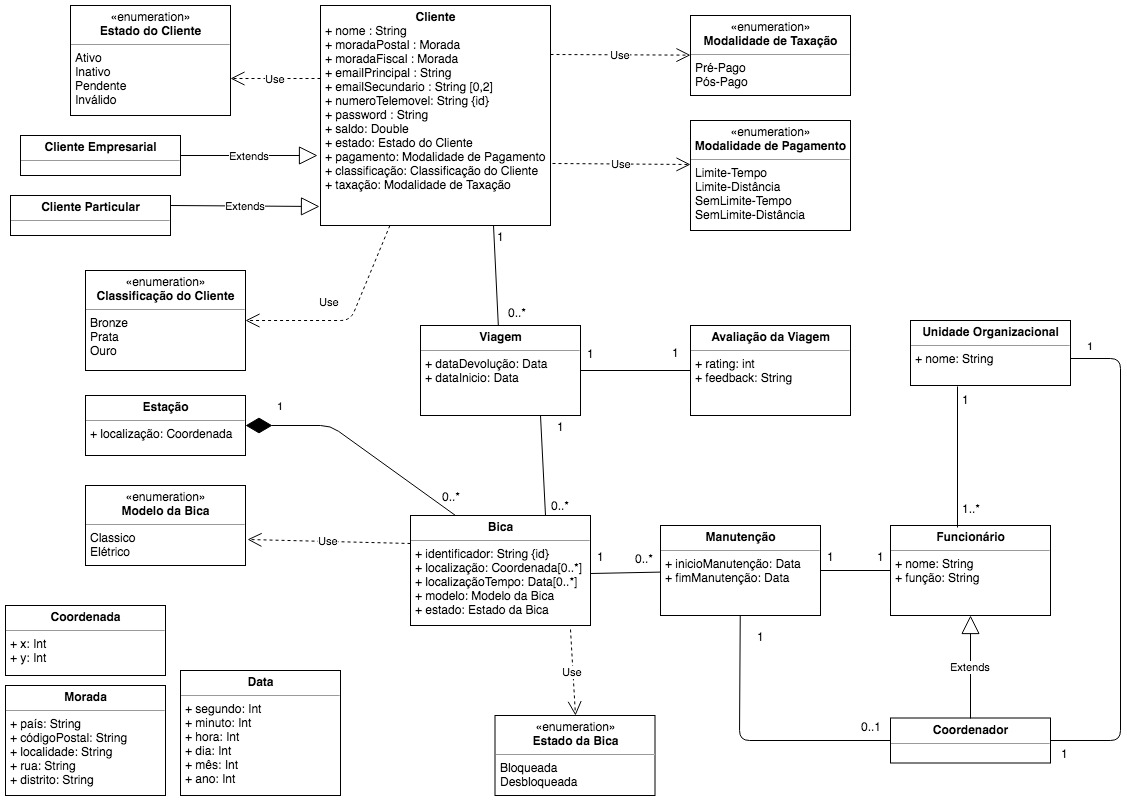 «enumeration»
Estado do Cliente
Ativo
Inativo
Pendente
Inválido
Use
Cliente
+ nome : String
+ moradaPostal : Morada
+ moradaFiscal : Morada
+ emailPrincipal : String
+ emailSecundario : String [0,2]
+ numeroTelemovel: String {id}
+ password : String
+ saldo: Double
+ estado: Estado do Cliente
+ pagamento: Modalidade de Pagamento
+ classificação: Classificação do Cliente
+ taxação: Modalidade de Taxação
Use
«enumeration»
Modalidade de Taxação
Pré-Pago
Pós-Pago
Use
«enumeration»
Modalidade de Pagamento
Limite-Tempo
Limite-Distância
SemLimite-Tempo
SemLimite-Distância
Cliente Empresarial
Extends
Cliente Particular
Extends
1
0..*
«enumeration»
Classificação do Cliente
Bronze
Prata
Ouro
Use
Viagem
+ dataDevolução: Data
+ dataInicio: Data
1
1
Avaliação da Viagem
+ rating: int
+ feedback: String
Unidade Organizacional
+ nome: String
1
1
1..*
Estação
+ localização: Coordenada
1
0..*
1
0..*
«enumeration»
Modelo da Bica
Classico
Elétrico
Use
Bica
+ identificador: String {id}
+ localização: Coordenada[0..*]
+ localizaçãoTempo: Data[0..*]
+ modelo: Modelo da Bica
+ estado: Estado da Bica
1
0..*
Manutenção
+ inicioManutenção: Data
+ fimManutenção: Data
1
1
Funcionário
+ nome: String
+ função: String
Coordenada
+ x: Int
+ y: Int
Morada
+ país: String
+ códigoPostal: String
+ localidade: String
+ rua: String
+ distrito: String
Data
+ segundo: Int
+ minuto: Int
+ hora: Int
+ dia: Int
+ mês: Int
+ ano: Int
Use
«enumeration»
Estado da Bica
Bloqueada
Desbloqueada
1
0..1
Extends
Coordenador
1